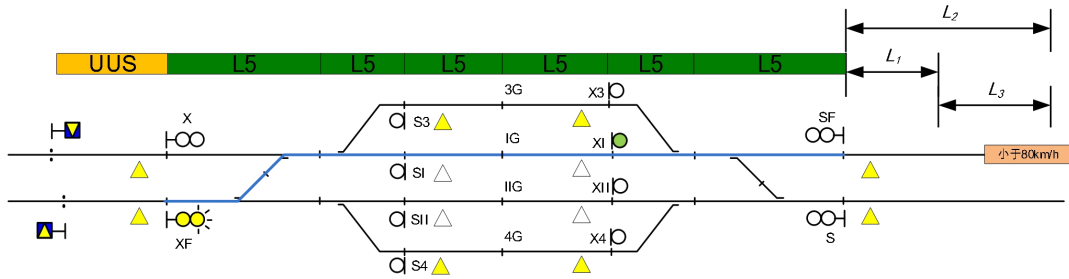 L2
UUS L5 L5 L5 L5 L5 L5
L1
L3
3G X3
X S3 SF
IG XI
小于80km/h
SI
IIG XII
XF SII S
4G X4
S4